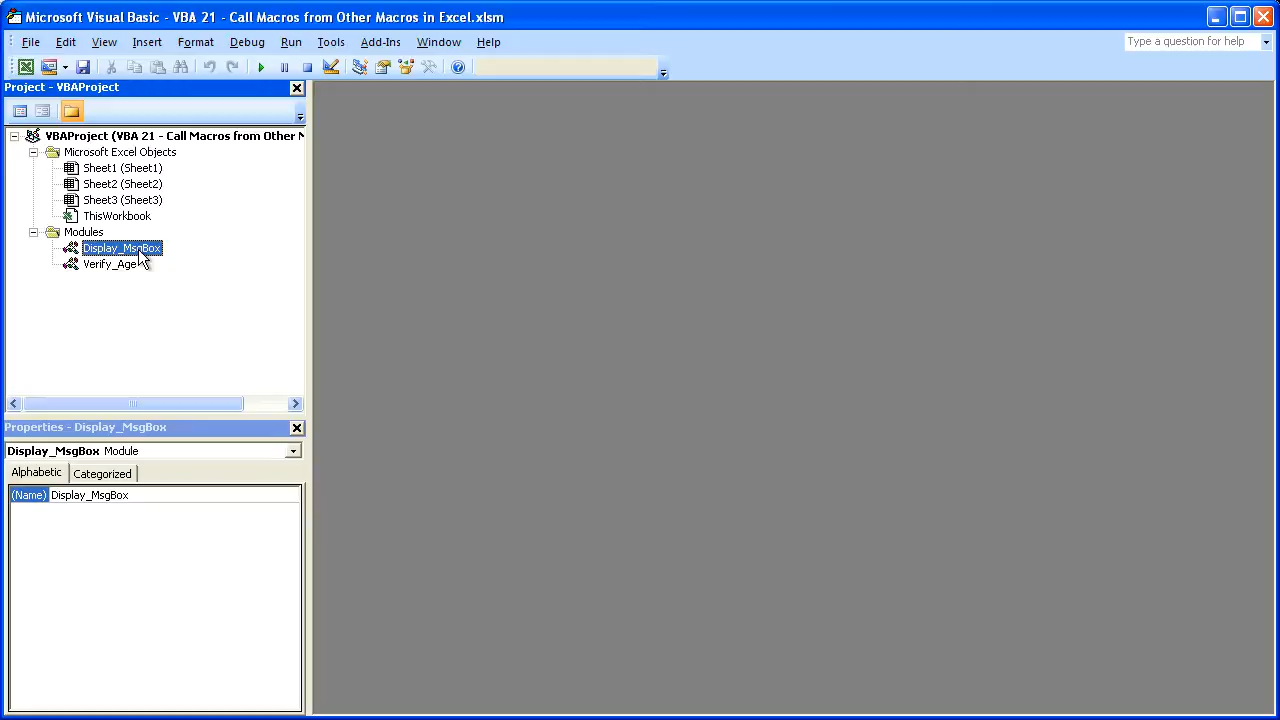 Microsoft Visual Basic - VBA 21 - Call Macros from Other Macros in Excel.xlsm
File Edit View Insert Format Debug Run Tools Add-Ins Window Help
Type a question for help
Project - VBAProject
VBAProject (VBA 21 - Call Macros from Other M
Microsoft Excel Objects
Sheet1 (Sheet1)
Sheet2 (Sheet2)
Sheet3 (Sheet3)
ThisWorkbook
Modules
Display_MsgBox
Verify_Age
Properties - Display_MsgBox
Display_MsgBox Module
Alphabetic Categorized
(Name) Display_MsgBox